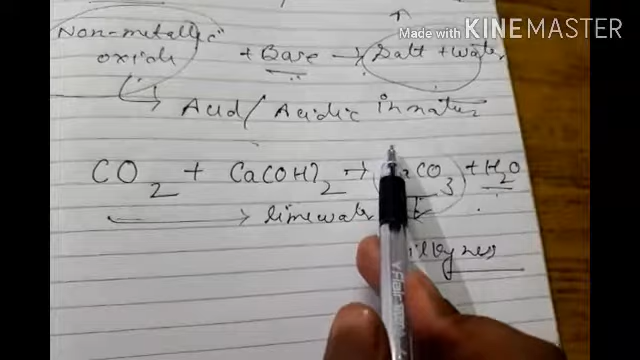 Made with KINEMASTER
Non-metallic
oxide + Base → Salt + water
Acid/ Acidic in nature
CO2 + Ca(OH)2 → CO3 + H2O
limewater